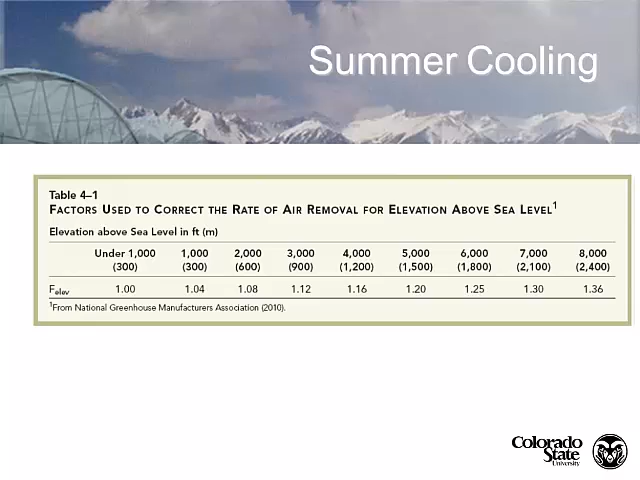 Summer Cooling
Table 4–1
FACTORS USED TO CORRECT THE RATE OF AIR REMOVAL FOR ELEVATION ABOVE SEA LEVEL¹
Elevation above Sea Level in ft (m)
Under 1,000 1,000 2,000 3,000 4,000 5,000 6,000 7,000 8,000
(300) (300) (600) (900) (1,200) (1,500) (1,800) (2,100) (2,400)
Felev 1.00 1.04 1.08 1.12 1.16 1.20 1.25 1.30 1.36
¹From National Greenhouse Manufacturers Association (2010).
Colorado
State
University